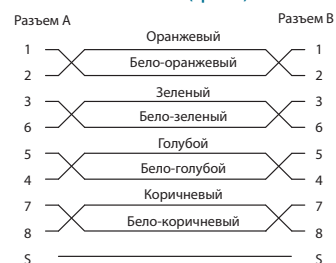 Разъем A Разъем B
Оранжевый
1 1
Бело-оранжевый
2 2
Зеленый
3 3
Бело-зеленый
6 6
Голубой
5 5
Бело-голубой
4 4
Коричневый
7 7
Бело-коричневый
8 8
S S